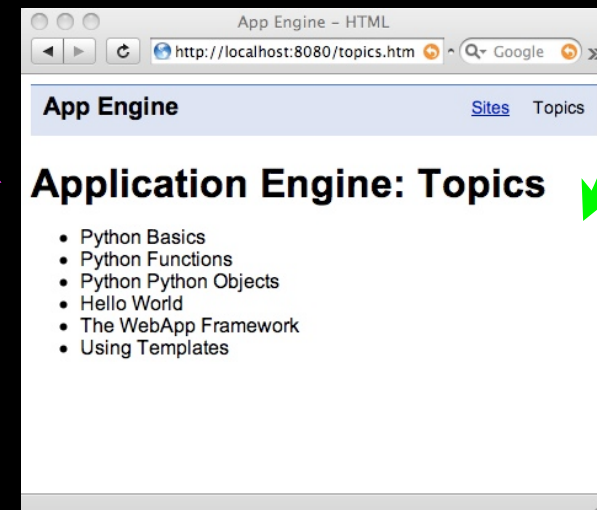 App Engine – HTML
http://localhost:8080/topics.htm Google
App Engine Sites Topics
Application Engine: Topics
• Python Basics
• Python Functions
• Python Python Objects
• Hello World
• The WebApp Framework
• Using Templates